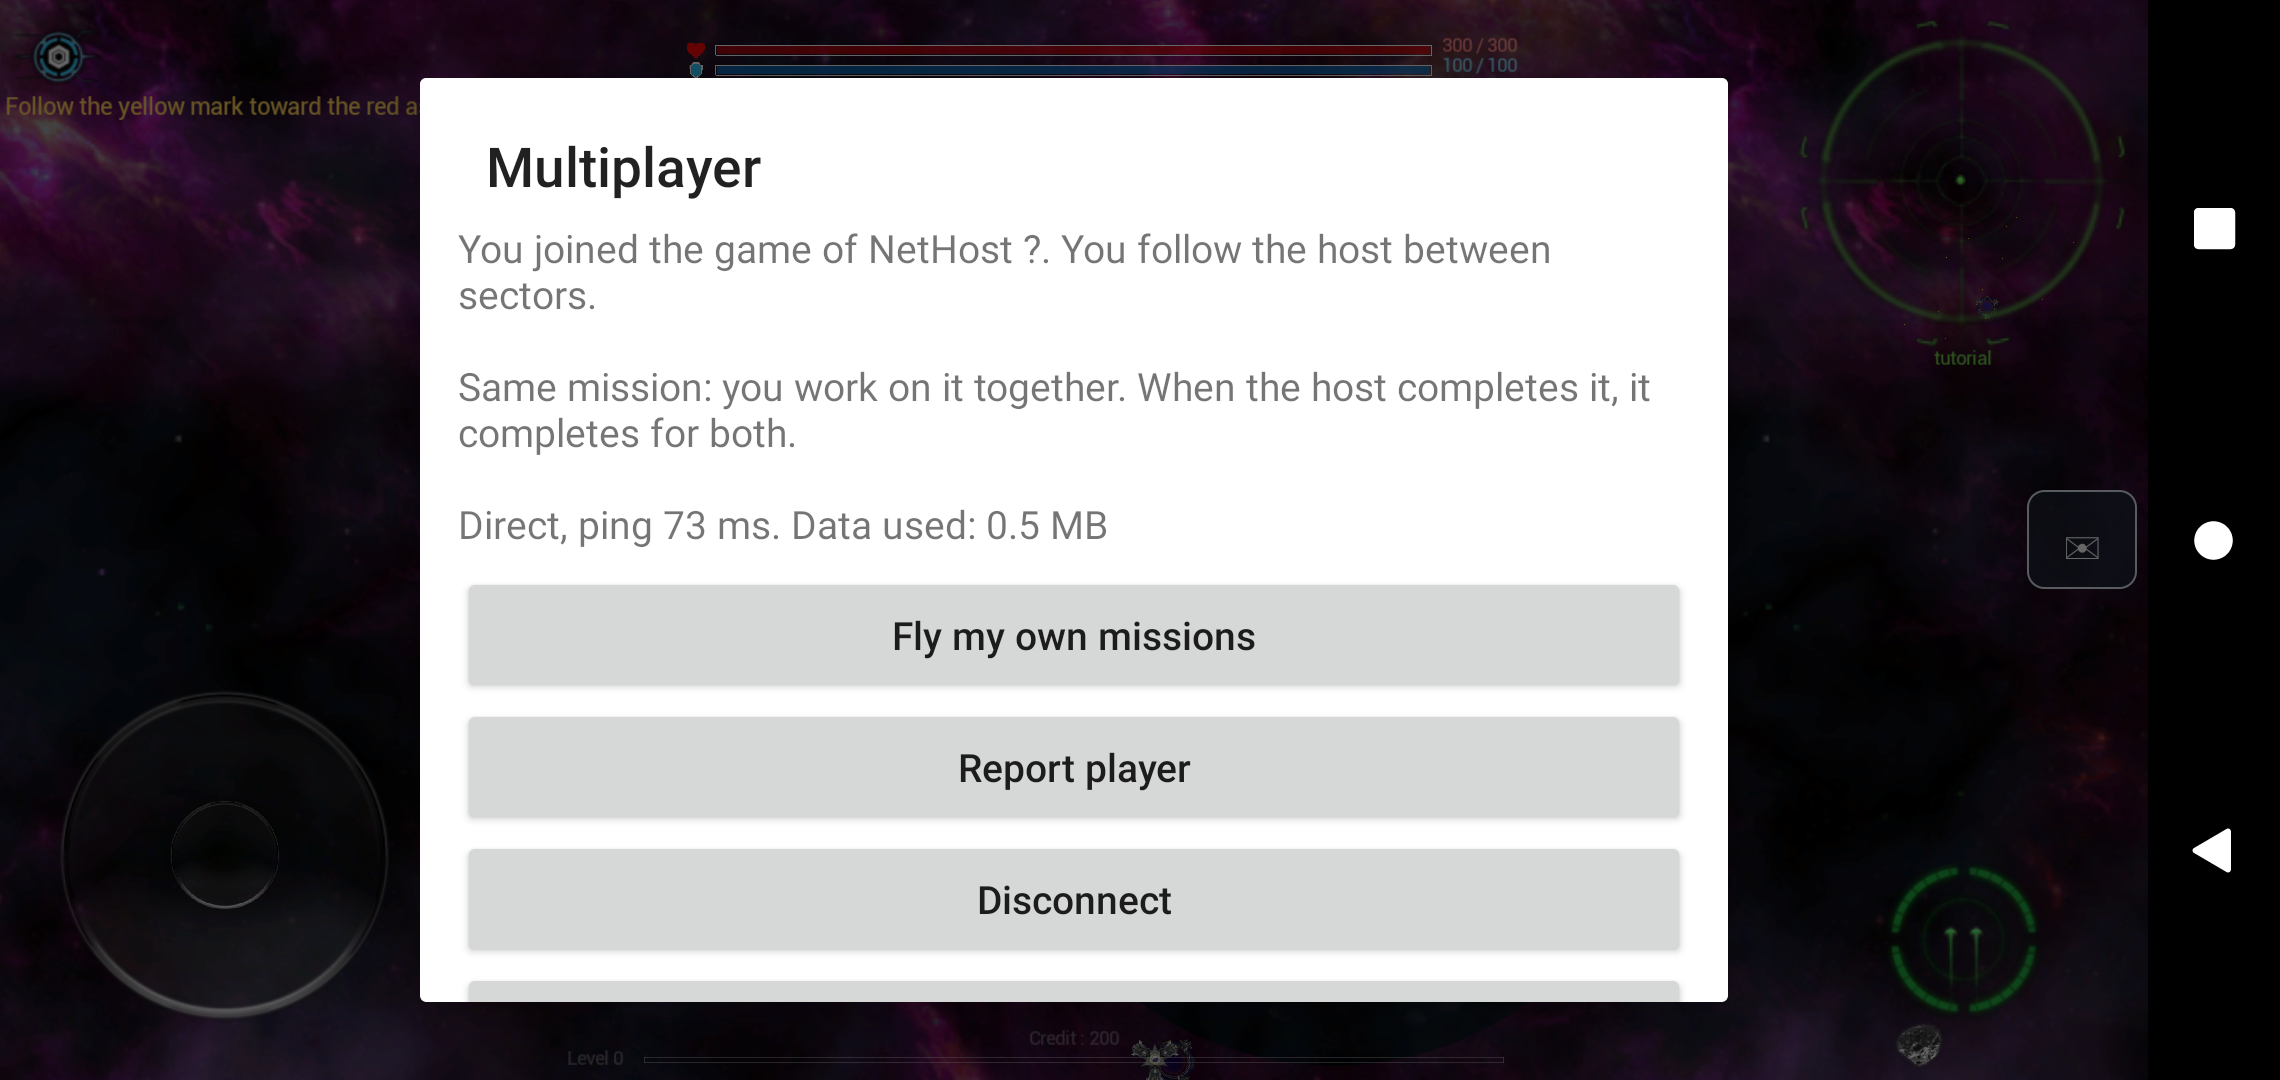 300 / 300
100 / 100
Follow the yellow mark toward the red a
Multiplayer
You joined the game of NetHost ?. You follow the host between
sectors.
Same mission: you work on it together. When the host completes it, it
completes for both.
Direct, ping 73 ms. Data used: 0.5 MB
Fly my own missions
Report player
Disconnect
tutorial
Credit : 200
Level 0